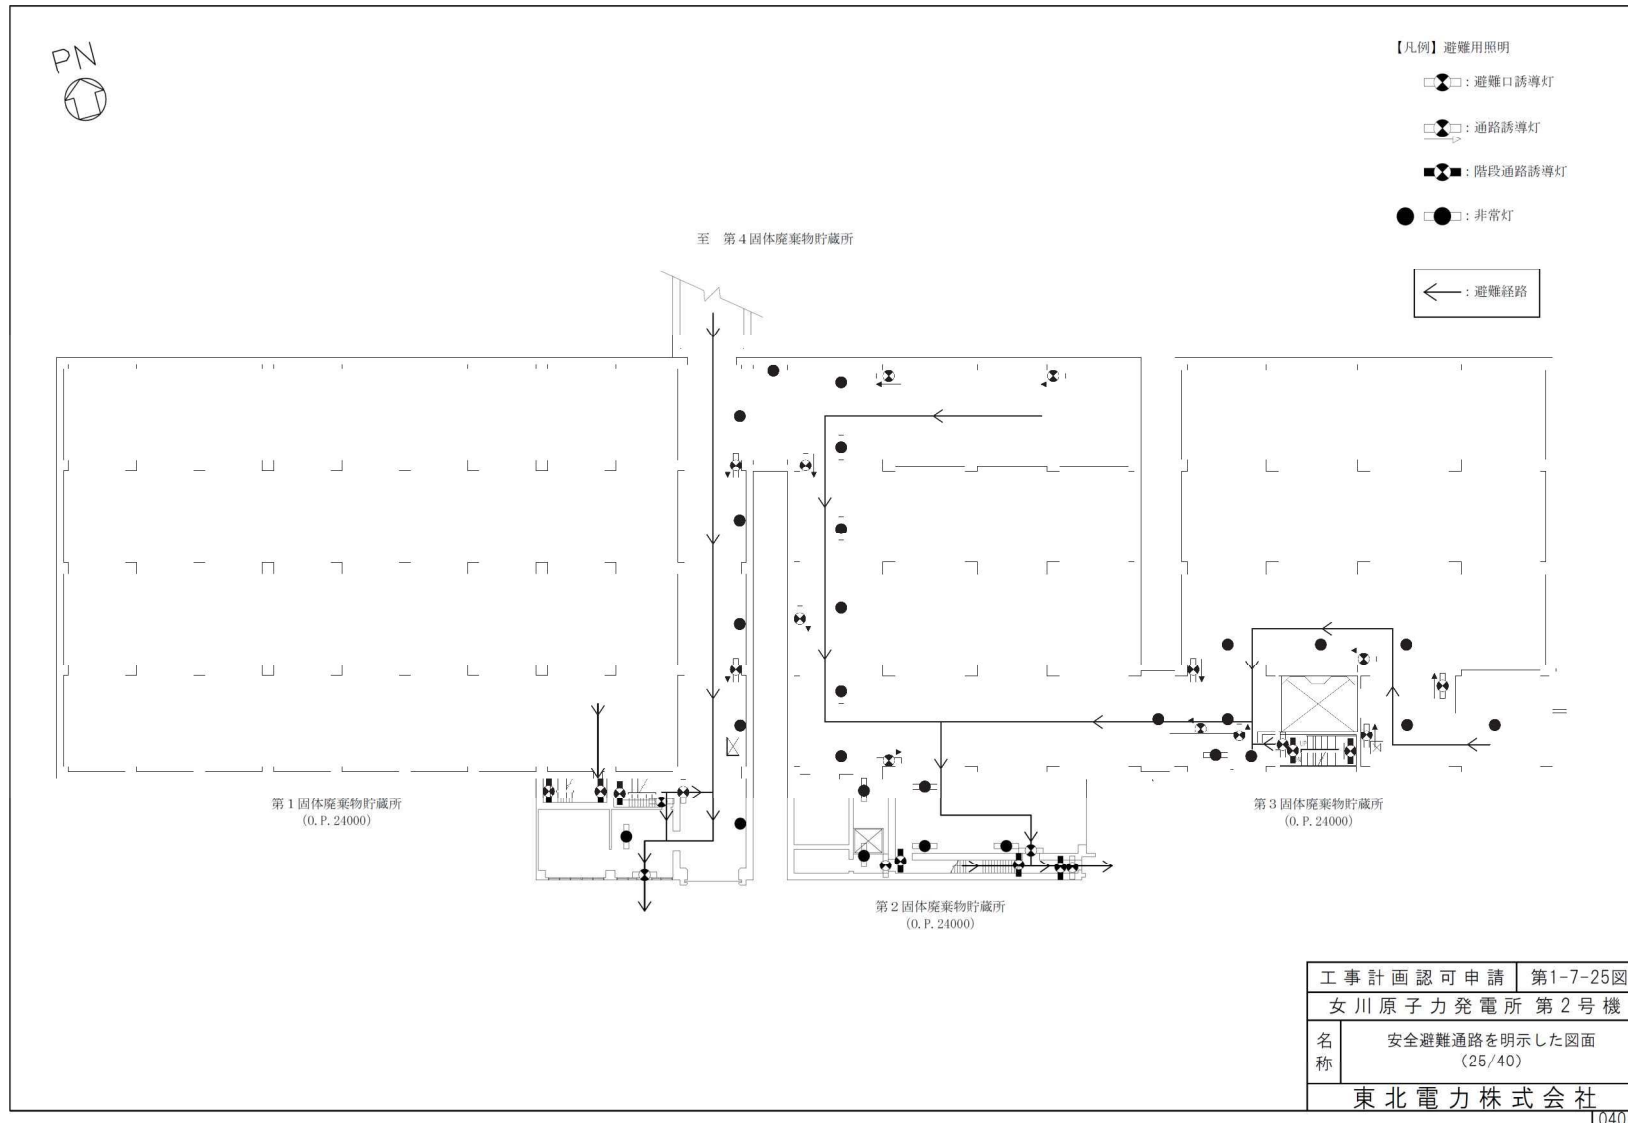 PN
【凡例】避難用照明
：避難口誘導灯
：通路誘導灯
：階段通路誘導灯
：非常灯
：避難経路
至 第4固体廃棄物貯蔵所
第1固体廃棄物貯蔵所
(O.P.24000)
第3固体廃棄物貯蔵所
(O.P.24000)
第2固体廃棄物貯蔵所
(O.P.24000)
工事計画認可申請 第1-7-25図
女川原子力発電所 第2号機
名称 安全避難通路を明示した図面
(25/40)
東北電力株式会社
040